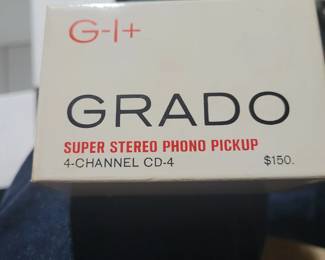 G-1+
GRADO
SUPER STEREO PHONO PICKUP
4-CHANNEL CD-4 $150.